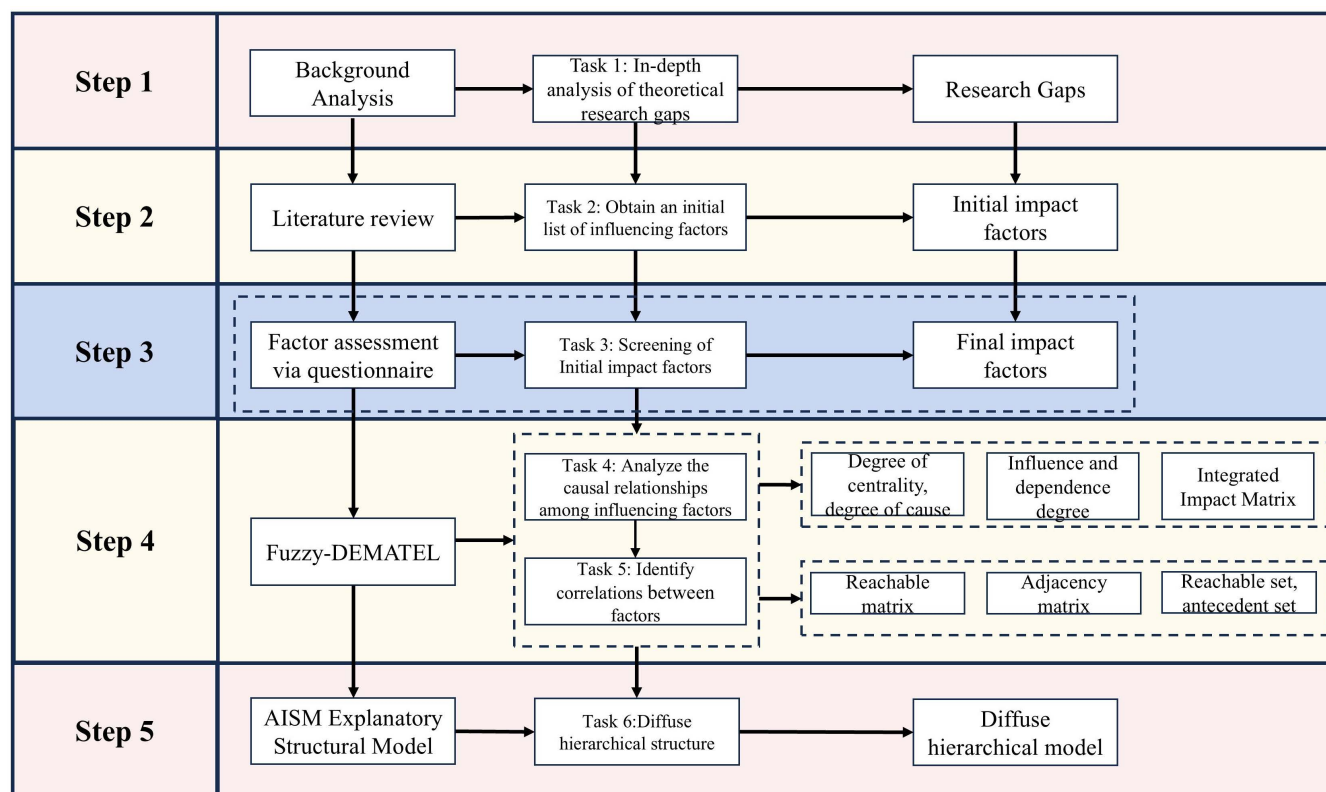 Step 1
Background
Analysis
Task 1: In-depth
analysis of theoretical
research gaps
Research Gaps
Step 2
Literature review
Task 2: Obtain an initial
list of influencing factors
Initial impact
factors
Step 3
Factor assessment
via questionnaire
Task 3: Screening of
Initial impact factors
Final impact
factors
Step 4
Fuzzy-DEMATEL
Task 4: Analyze the
causal relationships
among influencing factors
Degree of
centrality,
degree of cause
Influence and
dependence
degree
Integrated
Impact Matrix
Task 5: Identify
correlations between
factors
Reachable
matrix
Adjacency
matrix
Reachable set,
antecedent set
Step 5
AISM Explanatory
Structural Model
Task 6:Diffuse
hierarchical structure
Diffuse
hierarchical model